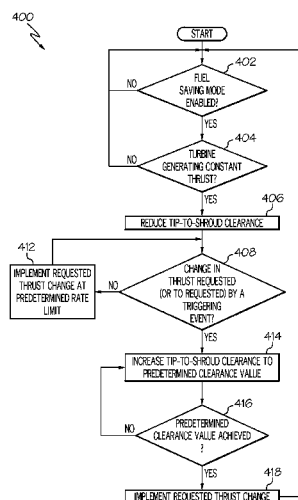 400
START
402
NO
FUEL
SAVING MODE
ENABLED?
YES
404
NO
TURBINE
GENERATING CONSTANT
THRUST?
YES
406
REDUCE TIP-TO-SHROUD CLEARANCE
412
IMPLEMENT REQUESTED
THRUST CHANGE AT
PREDETERMINED RATE
LIMIT
408
NO
CHANGE IN
THRUST REQUESTED
(OR TO REQUESTED) BY A
TRIGGERING
EVENT?
YES
414
INCREASE TIP-TO-SHROUD CLEARANCE TO
PREDETERMINED CLEARANCE VALUE
416
NO
PREDETERMINED
CLEARANCE VALUE ACHIEVED
?
YES
418
IMPLEMENT REQUESTED THRUST CHANGE